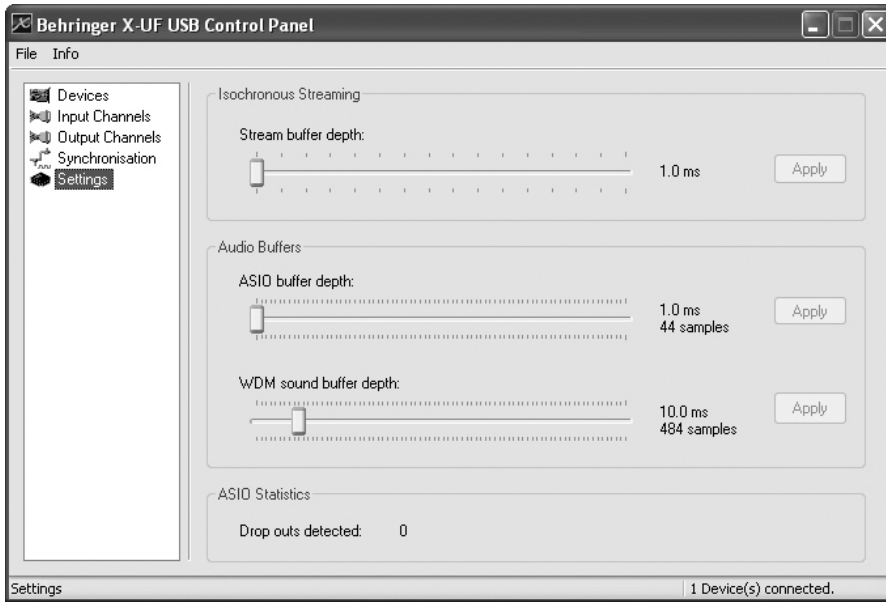 Behringer X-UF USB Control Panel
File Info
Devices
Input Channels
Output Channels
Synchronisation
Settings
Isochronous Streaming
Stream buffer depth:
1.0 ms
Apply
Audio Buffers
ASIO buffer depth:
1.0 ms
44 samples
Apply
WDM sound buffer depth:
10.0 ms
484 samples
Apply
ASIO Statistics
Drop outs detected: 0
Settings
1 Device(s) connected.